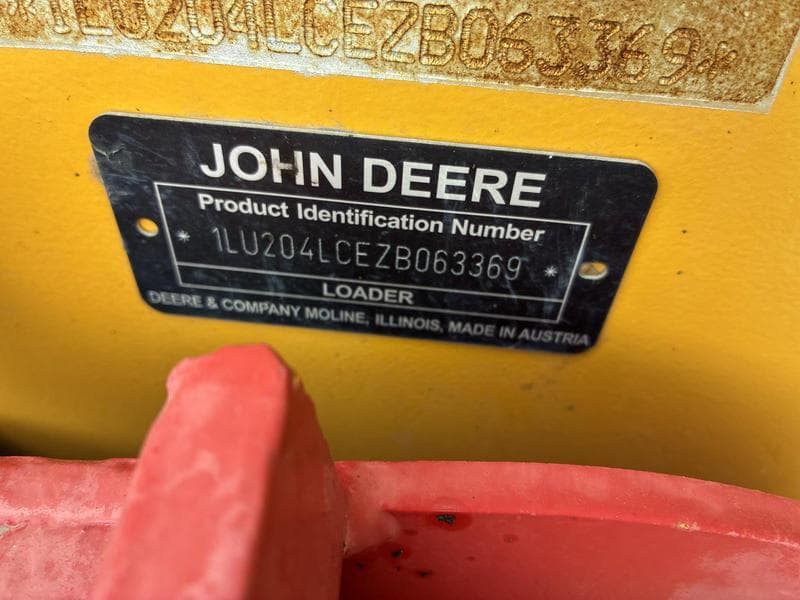 *1LU204LCEZB063369*
JOHN DEERE
Product Identification Number
* 1LU204LCEZB063369 *
LOADER
DEERE & COMPANY MOLINE, ILLINOIS, MADE IN AUSTRIA